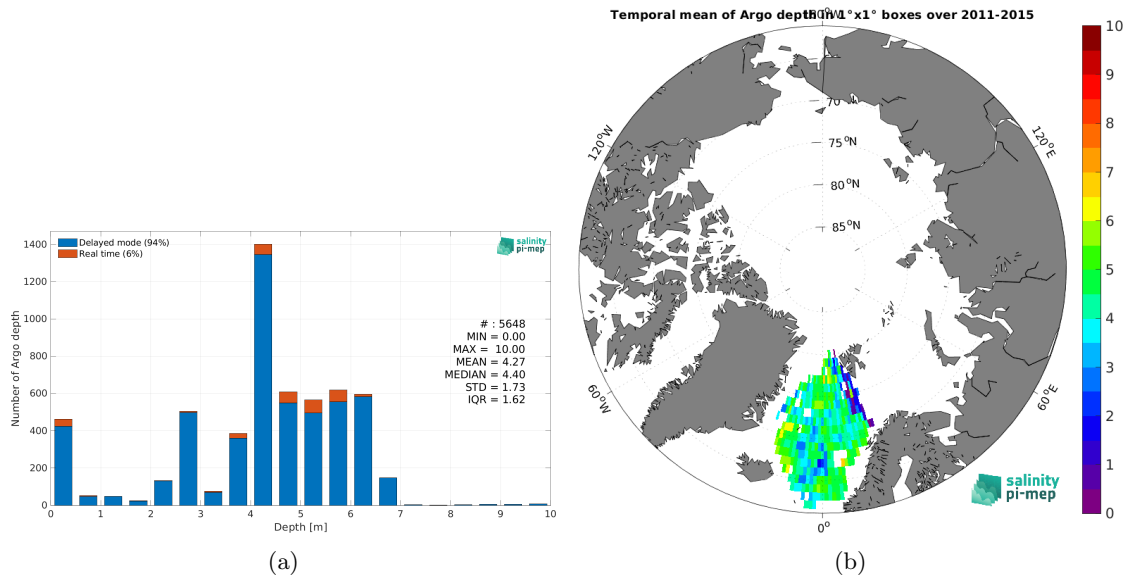 Temporal mean of Argo depth in 1°x1° boxes over 2011-2015
180°W
120°W
120°E
60°W
60°E
0°
70°N
75°N
80°N
85°N
10
9
8
7
6
5
4
3
2
1
0
salinity
pi-mep
Delayed mode (94%)
Real time (6%)
salinity
pi-mep
# : 5648
MIN = 0.00
MAX = 10.00
MEAN = 4.27
MEDIAN = 4.40
STD = 1.73
IQR = 1.62
Number of Argo depth
1400
1200
1000
800
600
400
200
0
0 1 2 3 4 5 6 7 8 9 10
Depth [m]
(a)
(b)